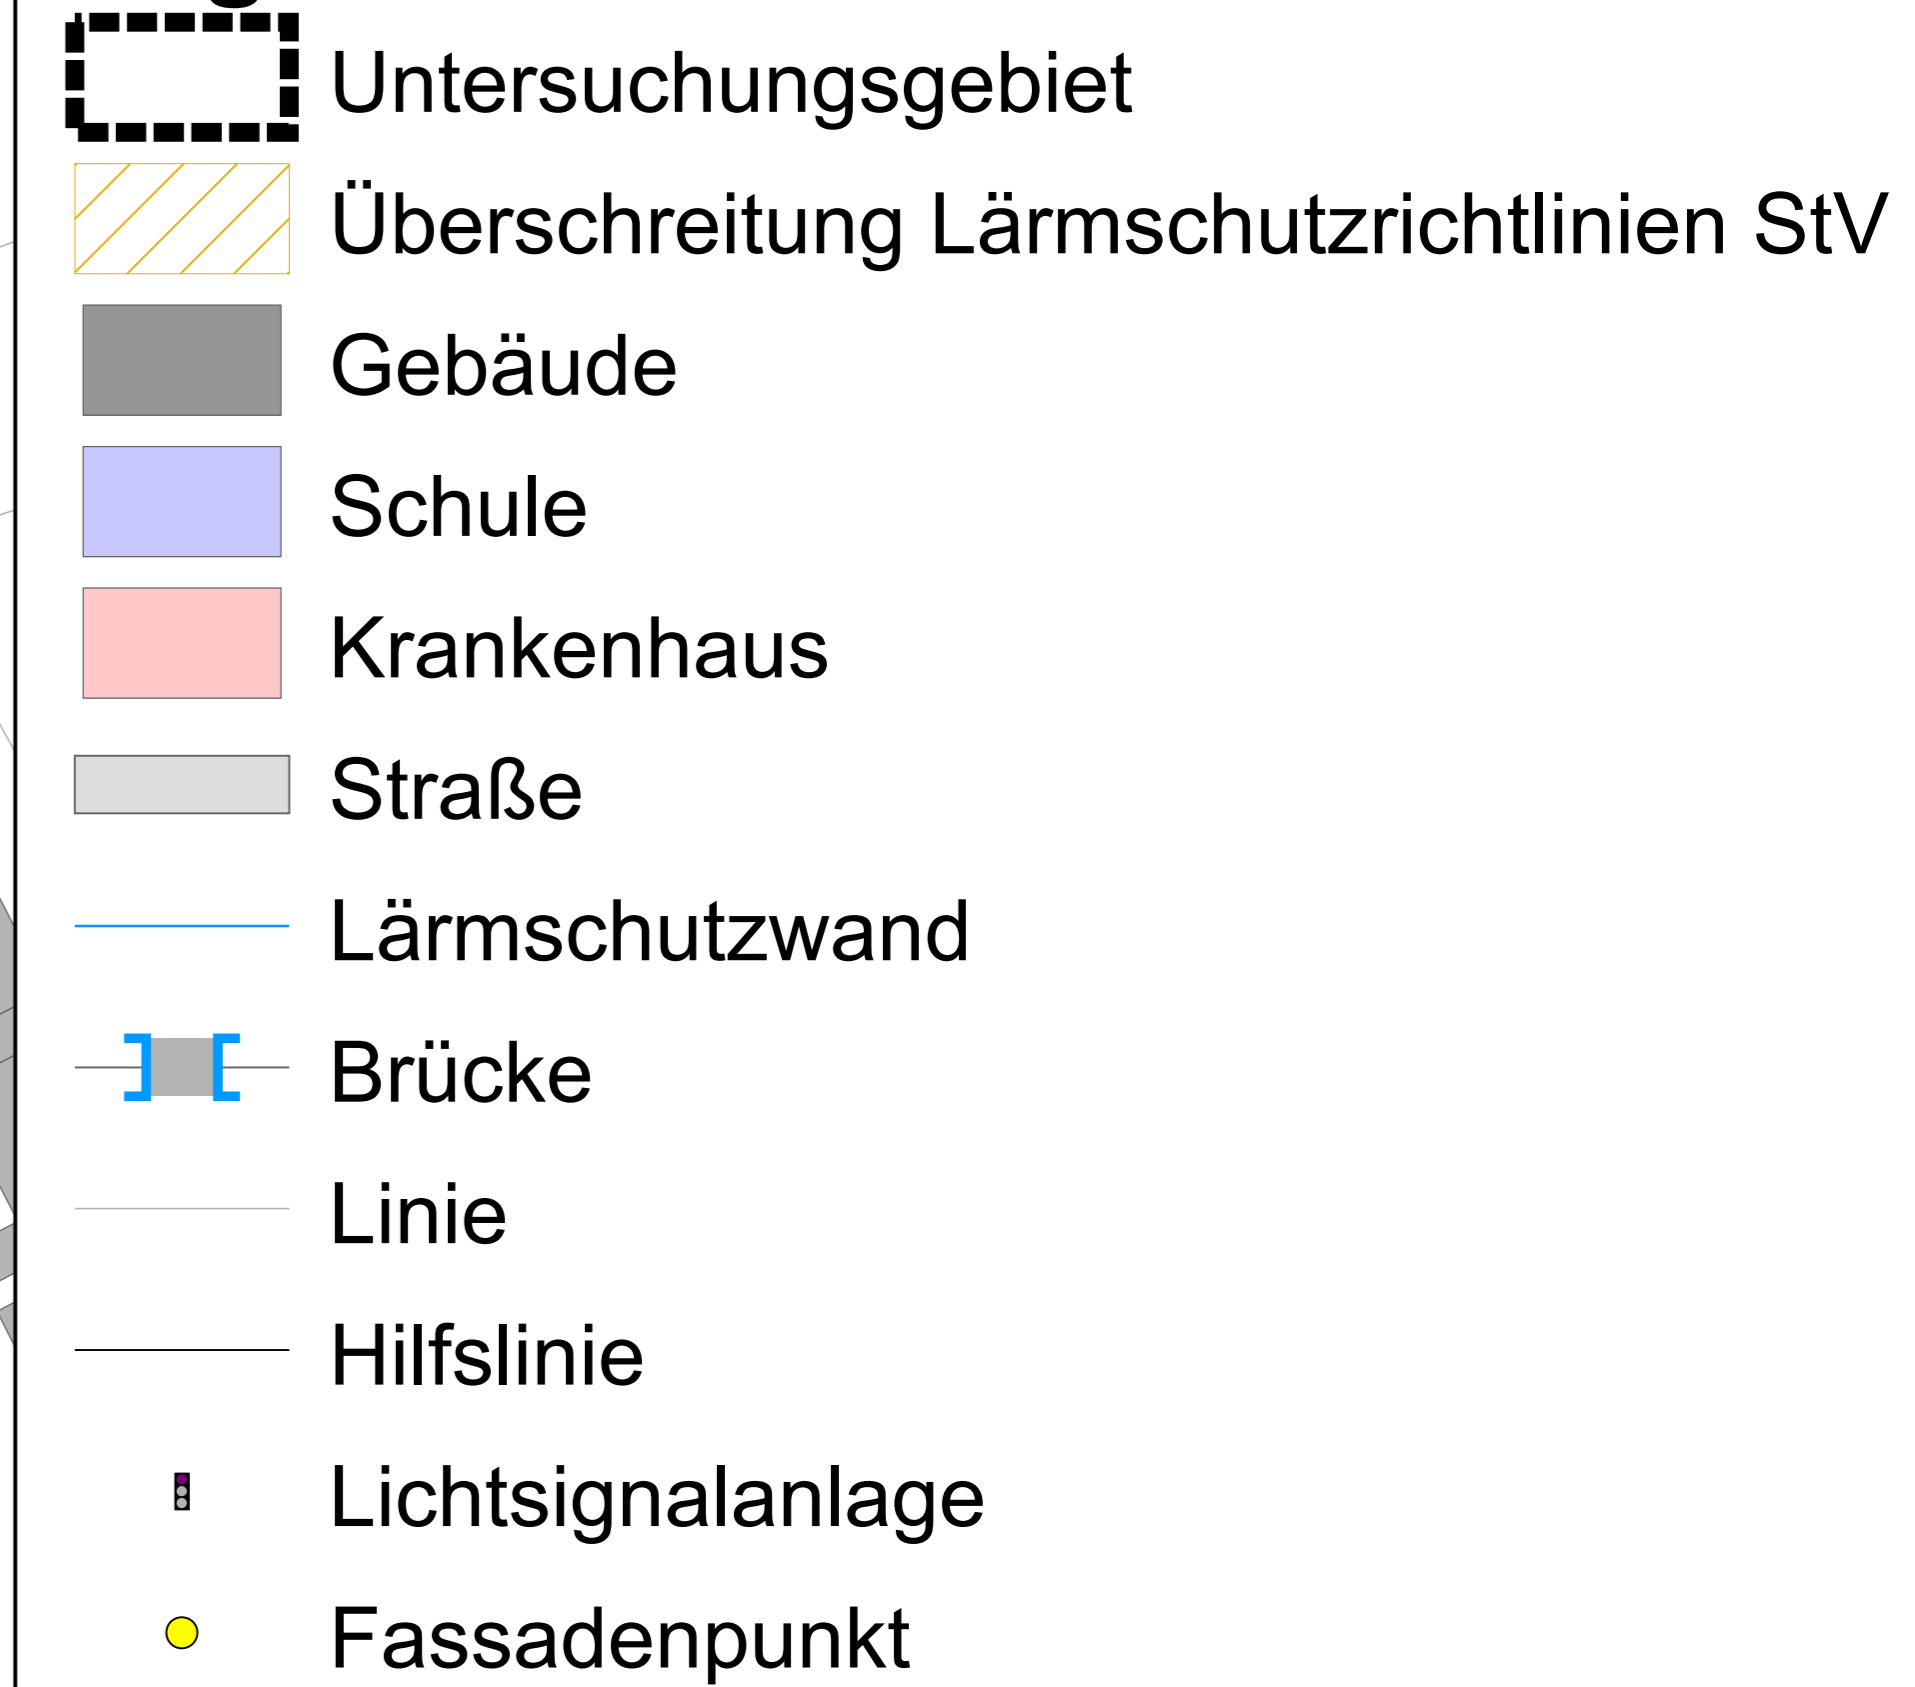 Untersuchungsgebiet
Überschreitung Lärmschutzrichtlinien StV
Gebäude
Schule
Krankenhaus
Straße
Lärmschutzwand
Brücke
Linie
Hilfslinie
Lichtsignalanlage
Fassadenpunkt